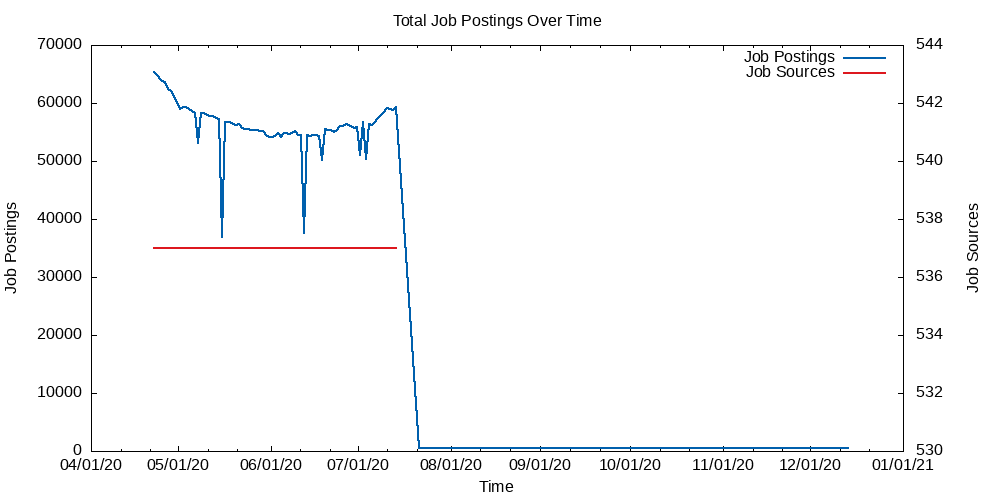 Total Job Postings Over Time
Job Postings
Job Sources
70000
60000
50000
40000
30000
20000
10000
0
544
542
540
538
536
534
532
530
04/01/20 05/01/20 06/01/20 07/01/20 08/01/20 09/01/20 10/01/20 11/01/20 12/01/20 01/01/21
Job Postings
Job Sources
Time